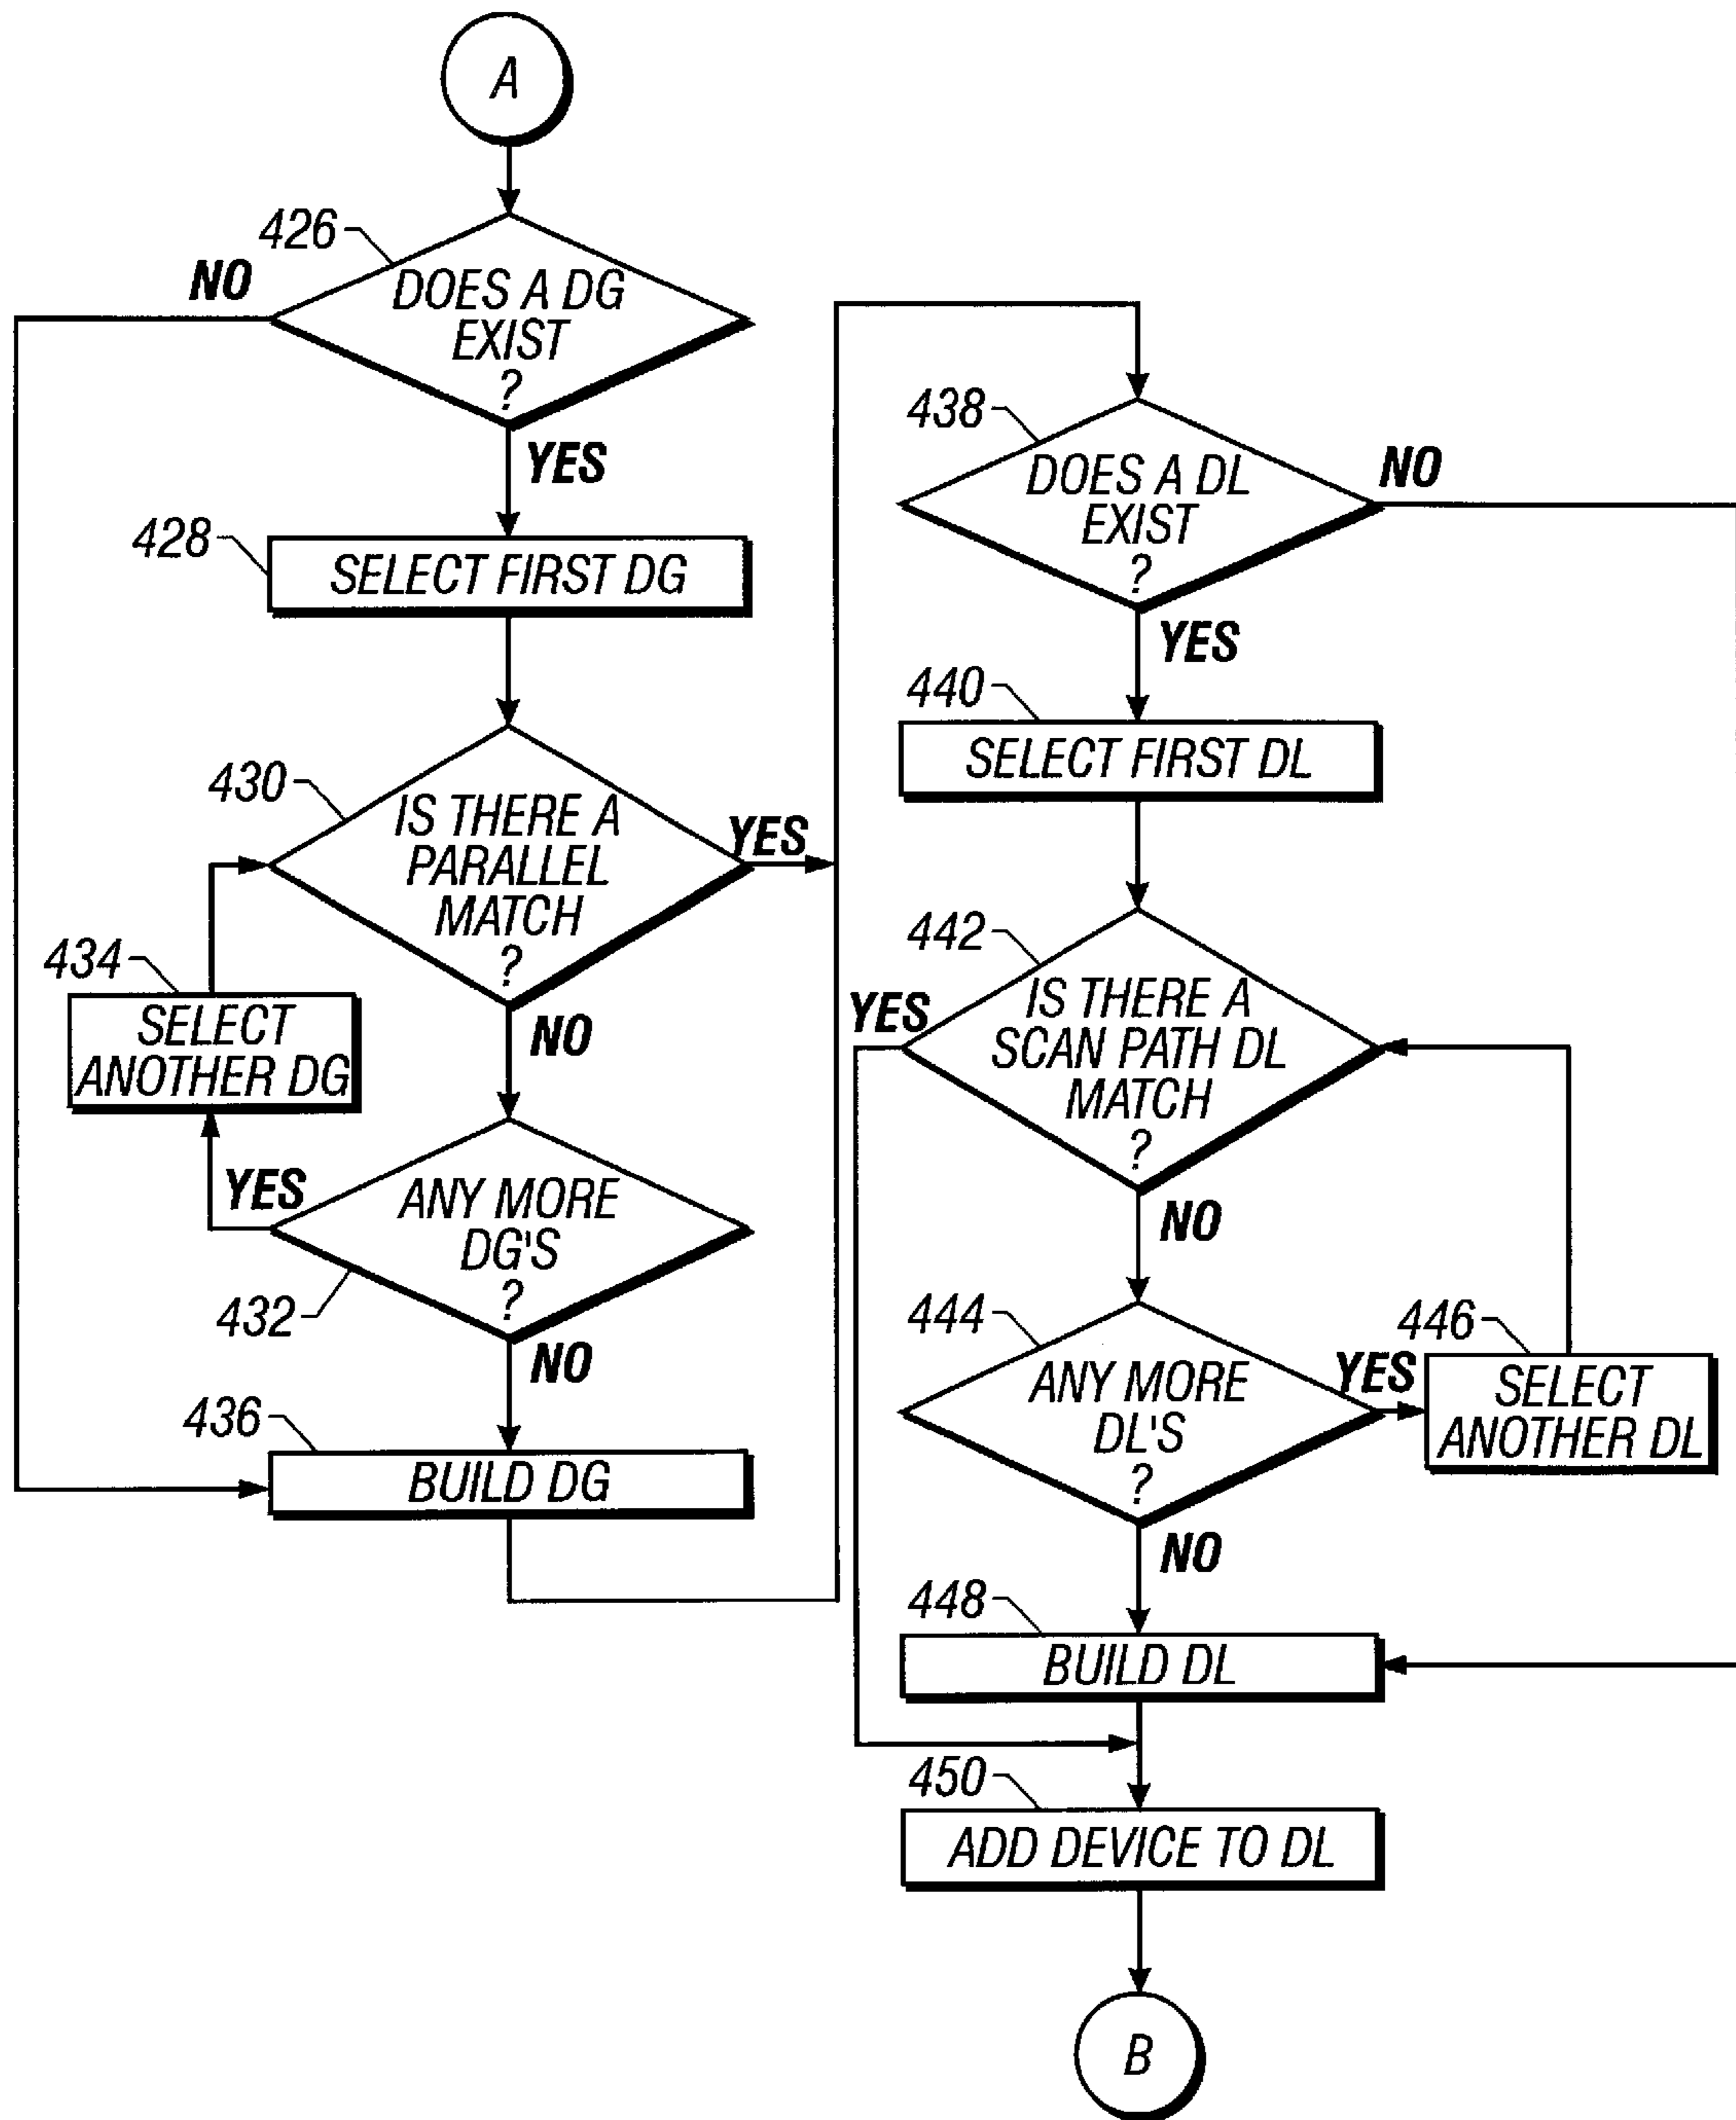 A
426
NO
DOES A DG
EXIST
?
YES
428
SELECT FIRST DG
430
IS THERE A
PARALLEL
MATCH
?
YES
NO
434
SELECT
ANOTHER DG
YES
ANY MORE
DG'S
?
432
NO
436
BUILD DG
438
DOES A DL
EXIST
?
NO
YES
440
SELECT FIRST DL
442
YES
IS THERE A
SCAN PATH DL
MATCH
?
NO
444
ANY MORE
DL'S
?
YES
446
SELECT
ANOTHER DL
NO
448
BUILD DL
450
ADD DEVICE TO DL
B